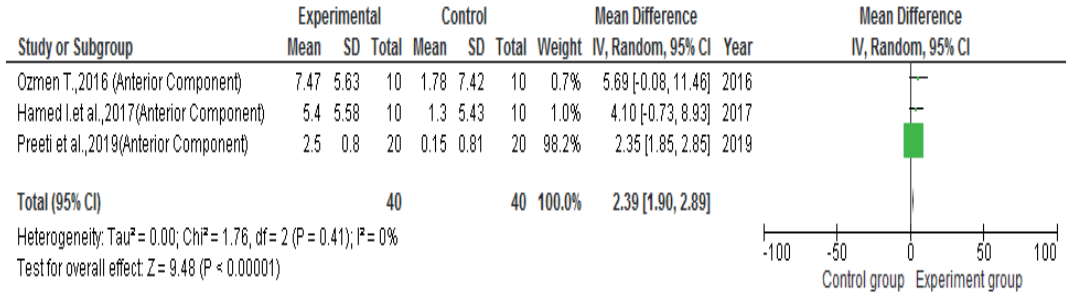 Experimental Control Mean Difference Mean Difference
Study or Subgroup Mean SD Total Mean SD Total Weight IV, Random, 95% CI Year IV, Random, 95% CI
Ozmen T.,2016 (Anterior Component) 7.47 5.63 10 1.78 7.42 10 0.7% 5.69 [-0.08, 11.46] 2016
Hamed I.et al.,2017(Anterior Component) 5.4 5.58 10 1.3 5.43 10 1.0% 4.10 [-0.73, 8.93] 2017
Preeti et al.,2019(Anterior Component) 2.5 0.8 20 0.15 0.81 20 98.2% 2.35 [1.85, 2.85] 2019
Total (95% CI) 40 40 100.0% 2.39 [1.90, 2.89]
Heterogeneity: Tau² = 0.00; Chi² = 1.76, df = 2 (P = 0.41); I² = 0%
Test for overall effect: Z = 9.48 (P < 0.00001)
-100 -50 0 50 100
Control group Experiment group